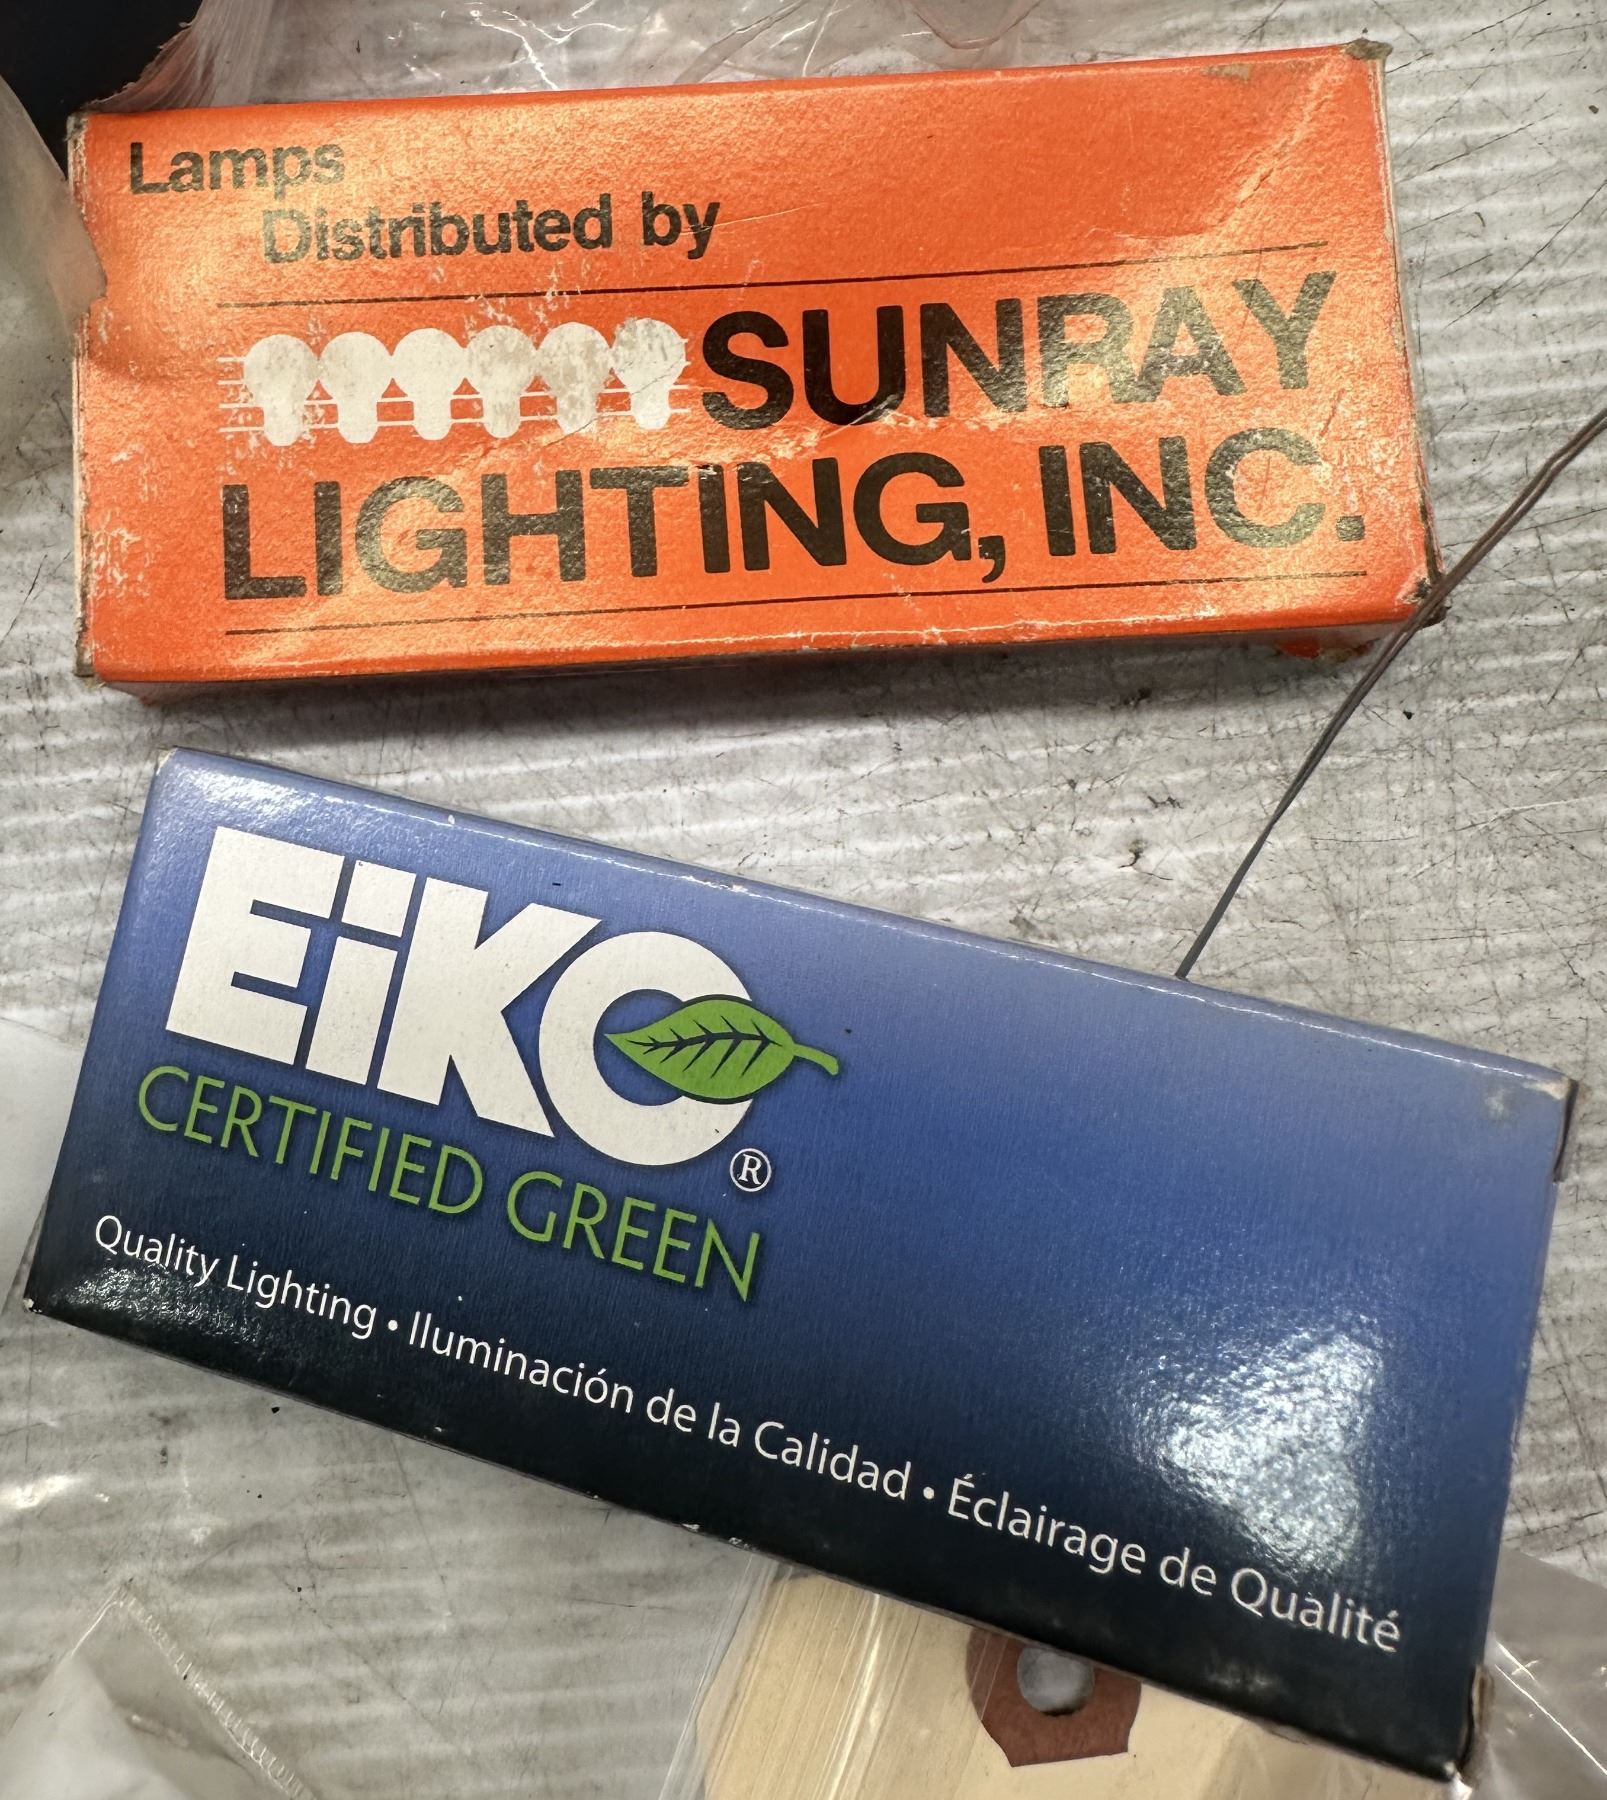 Lamps
Distributed by
SUNRAY
LIGHTING, INC.
EiKO®
CERTIFIED GREEN
Quality Lighting • Iluminación de la Calidad • Éclairage de Qualité